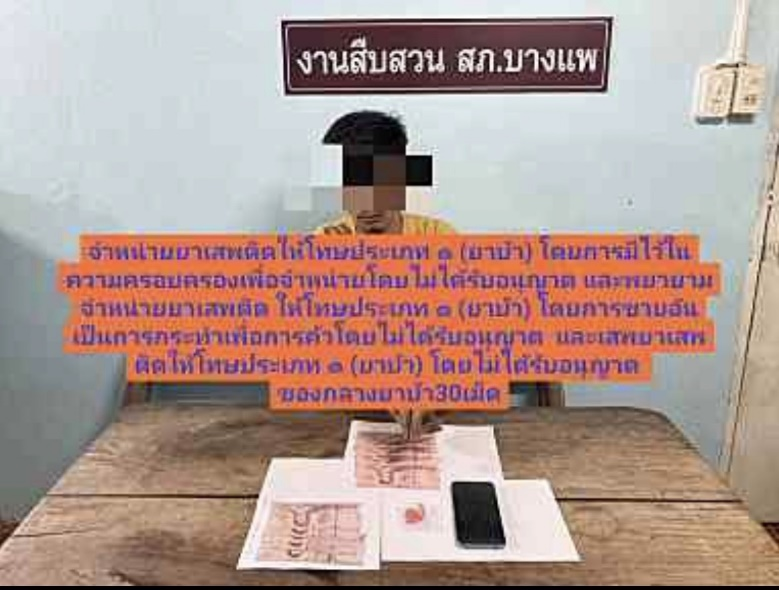 งานสืบสวน สภ.บางแพ
จำหน่ายยาเสพติดให้โทษประเภท ๑ (ยาบ้า) โดยการมีไว้ใน
ความครอบครองเพื่อจำหน่ายโดยไม่ได้รับอนุญาต และพยายาม
จำหน่ายยาเสพติด ให้โทษประเภท ๑ (ยาบ้า) โดยการขายอัน
เป็นการกระทำเพื่อการค้าโดยไม่ได้รับอนุญาต และเสพยาเสพ
ติดให้โทษประเภท ๑ (ยาบ้า) โดยไม่ได้รับอนุญาต
ของกลางยาบ้า30เม็ด